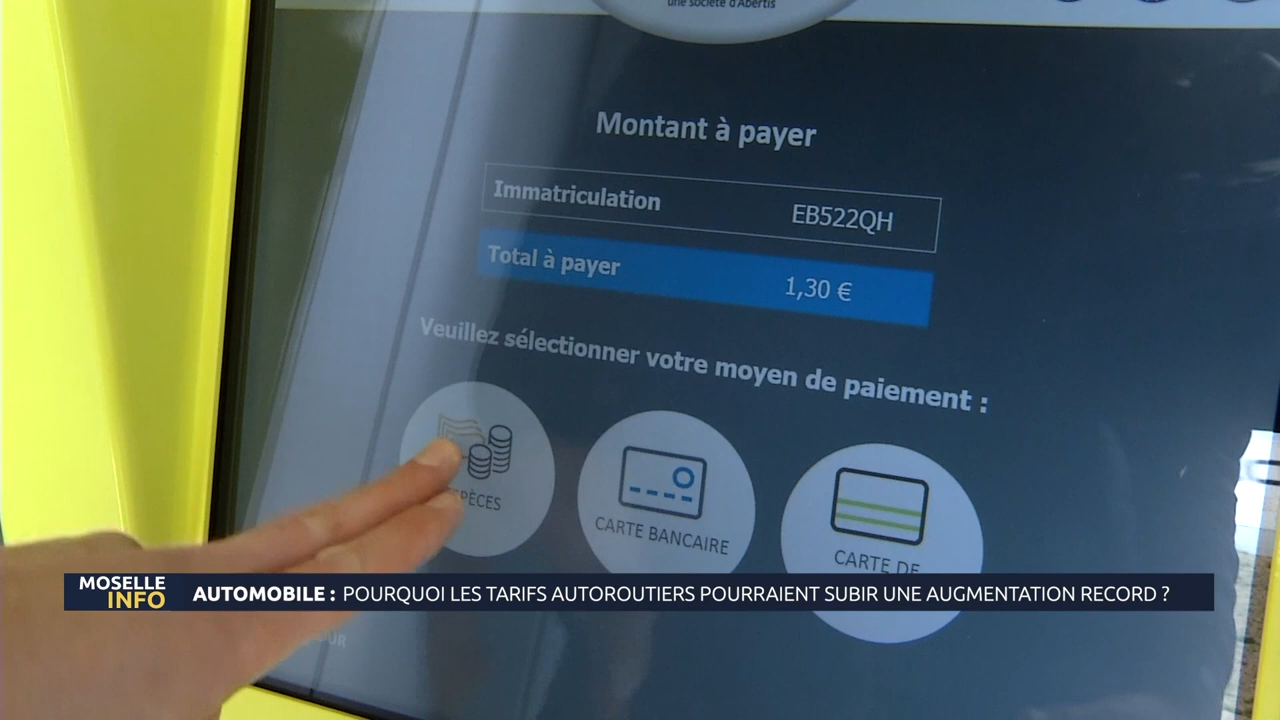 une société d'Abertis
Montant à payer
Immatriculation EB522QH
Total à payer 1,30 €
Veuillez sélectionner votre moyen de paiement :
CARTE BANCAIRE
CARTE DE
MOSELLE
INFO
AUTOMOBILE : POURQUOI LES TARIFS AUTOROUTIERS POURRAIENT SUBIR UNE AUGMENTATION RECORD ?